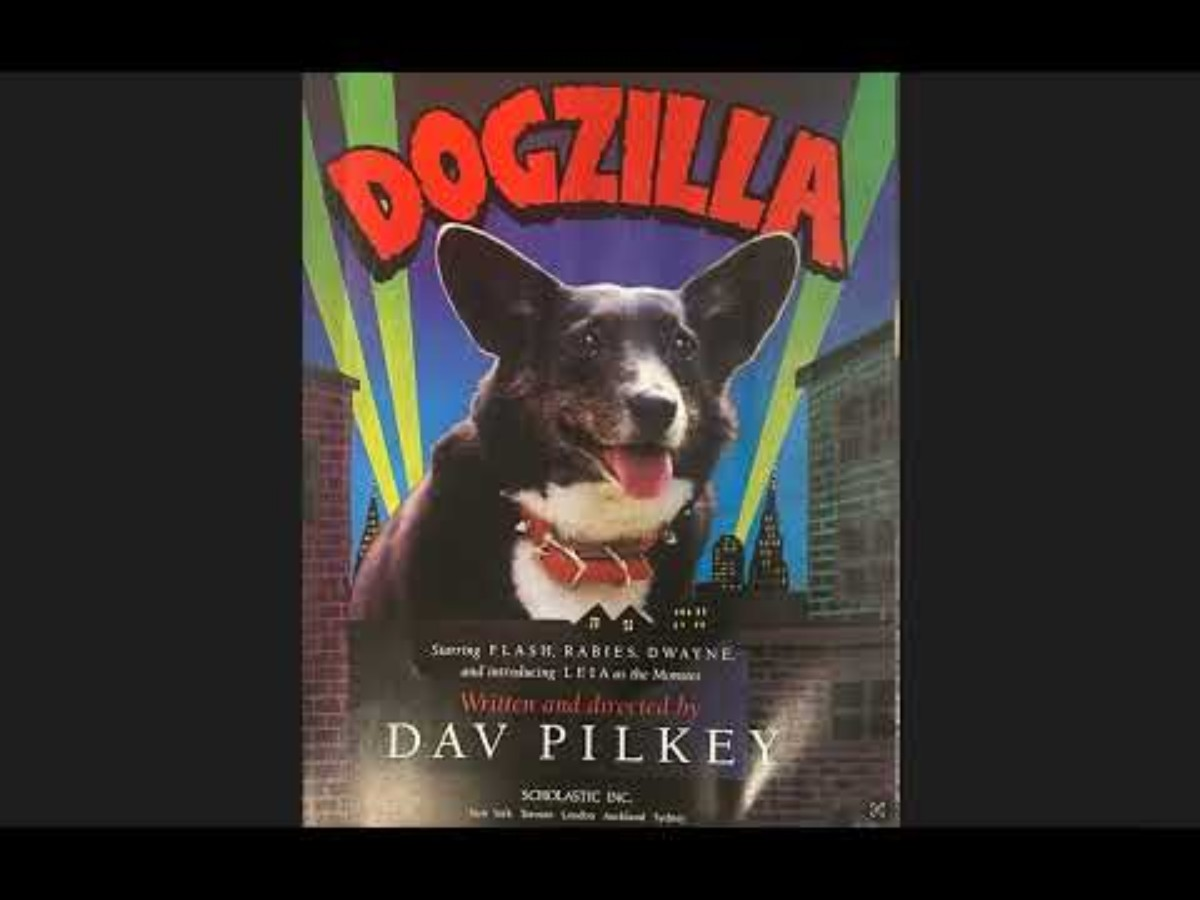 DOGZILLA
Starring FLASH, RABIES, DWAYNE,
and introducing LEIA as the Monster
Written and directed by
DAV PILKEY
SCHOLASTIC INC.
New York Toronto London Auckland Sydney